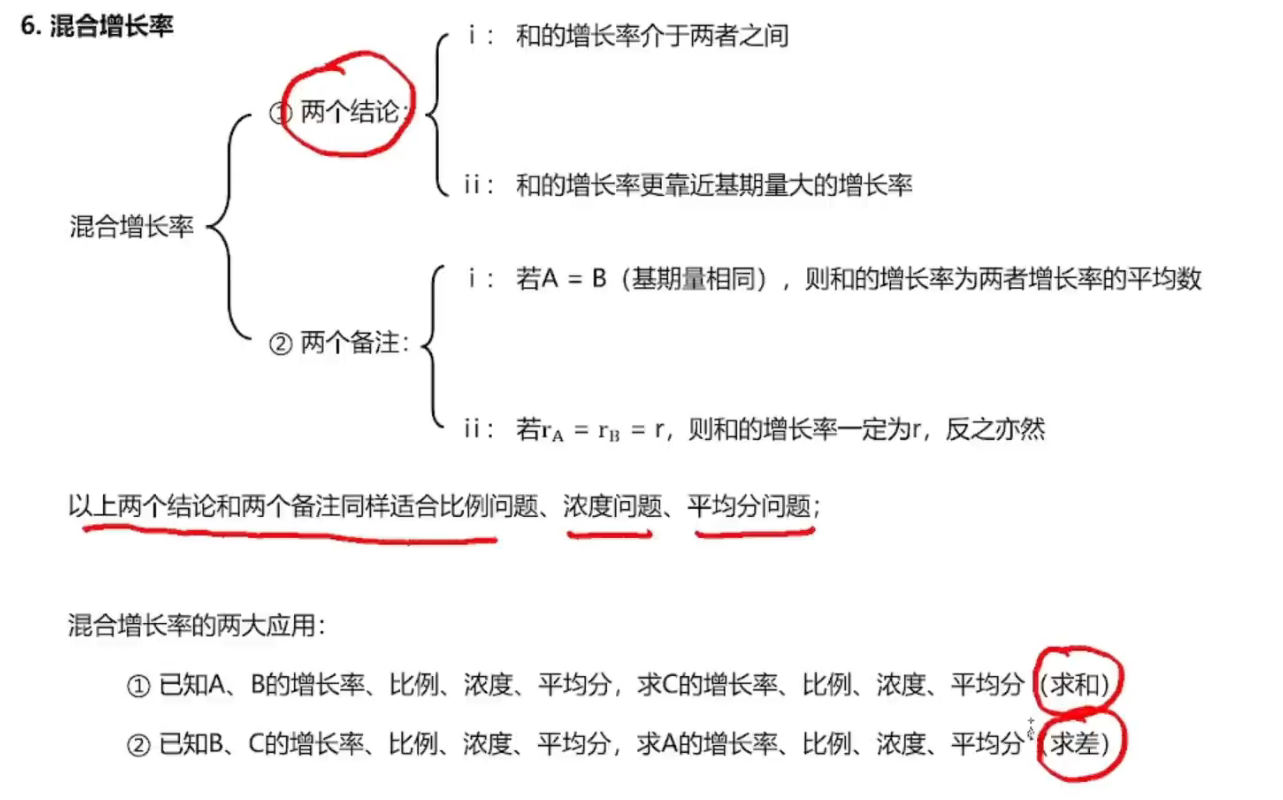 6. 混合增长率
混合增长率
① 两个结论:
i: 和的增长率介于两者之间
ii: 和的增长率更靠近基期量大的增长率
② 两个备注:
i: 若A = B（基期量相同）, 则和的增长率为两者增长率的平均数
ii: 若r_A = r_B = r, 则和的增长率一定为r, 反之亦然
以上两个结论和两个备注同样适合比例问题、浓度问题、平均分问题;
混合增长率的两大应用:
① 已知A、B的增长率、比例、浓度、平均分, 求C的增长率、比例、浓度、平均分（求和）
② 已知B、C的增长率、比例、浓度、平均分, 求A的增长率、比例、浓度、平均分（求差）